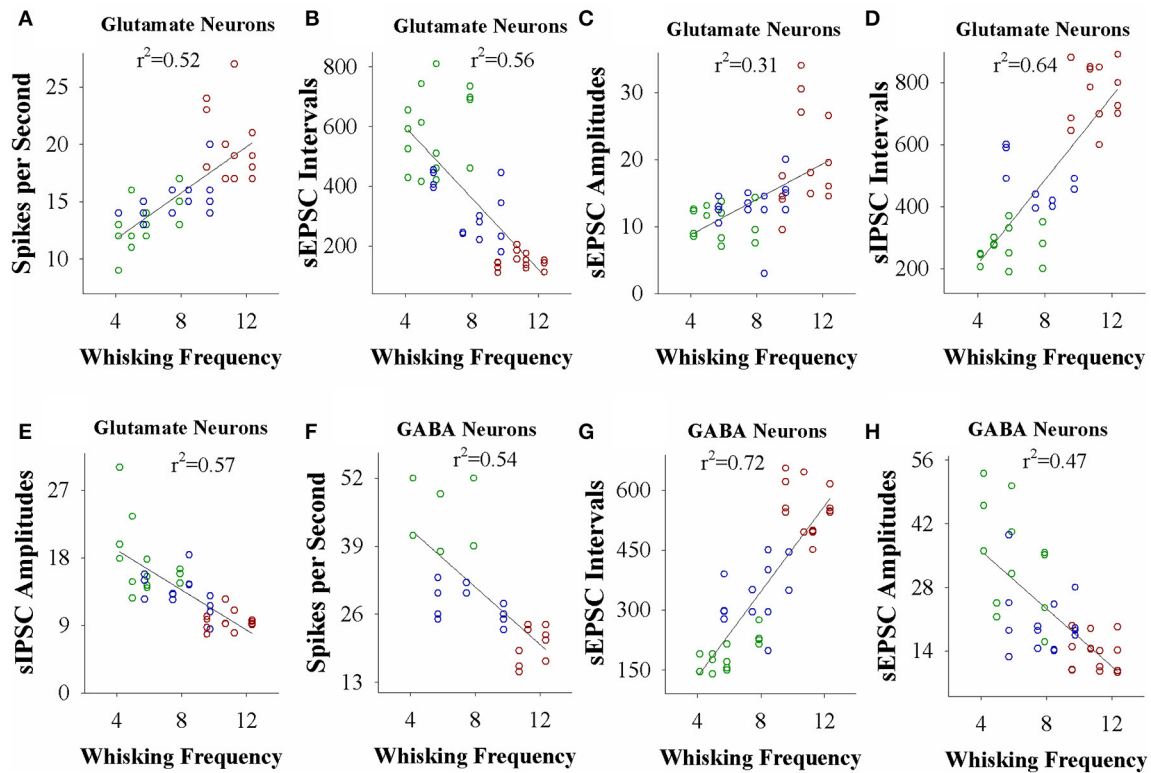 A
Glutamate Neurons
r²=0.52
Spikes per Second
25
20
15
10
4 8 12
Whisking Frequency
B
Glutamate Neurons
r²=0.56
sEPSC Intervals
800
600
400
200
4 8 12
Whisking Frequency
C
Glutamate Neurons
r²=0.31
sEPSC Amplitudes
30
20
10
0
4 8 12
Whisking Frequency
D
Glutamate Neurons
r²=0.64
sIPSC Intervals
800
600
400
200
4 8 12
Whisking Frequency
E
Glutamate Neurons
r²=0.57
sIPSC Amplitudes
27
18
9
0
4 8 12
Whisking Frequency
F
GABA Neurons
r²=0.54
Spikes per Second
52
39
26
13
4 8 12
Whisking Frequency
G
GABA Neurons
r²=0.72
sEPSC Intervals
600
450
300
150
4 8 12
Whisking Frequency
H
GABA Neurons
r²=0.47
sEPSC Amplitudes
56
42
28
14
4 8 12
Whisking Frequency